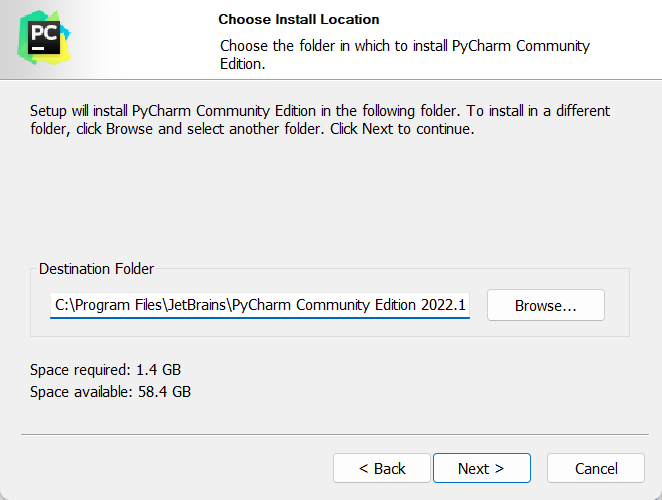 PC
Choose Install Location
Choose the folder in which to install PyCharm Community
Edition.
Setup will install PyCharm Community Edition in the following folder. To install in a different
folder, click Browse and select another folder. Click Next to continue.
Destination Folder
C:\Program Files\JetBrains\PyCharm Community Edition 2022.1
Browse...
Space required: 1.4 GB
Space available: 58.4 GB
< Back
Next >
Cancel